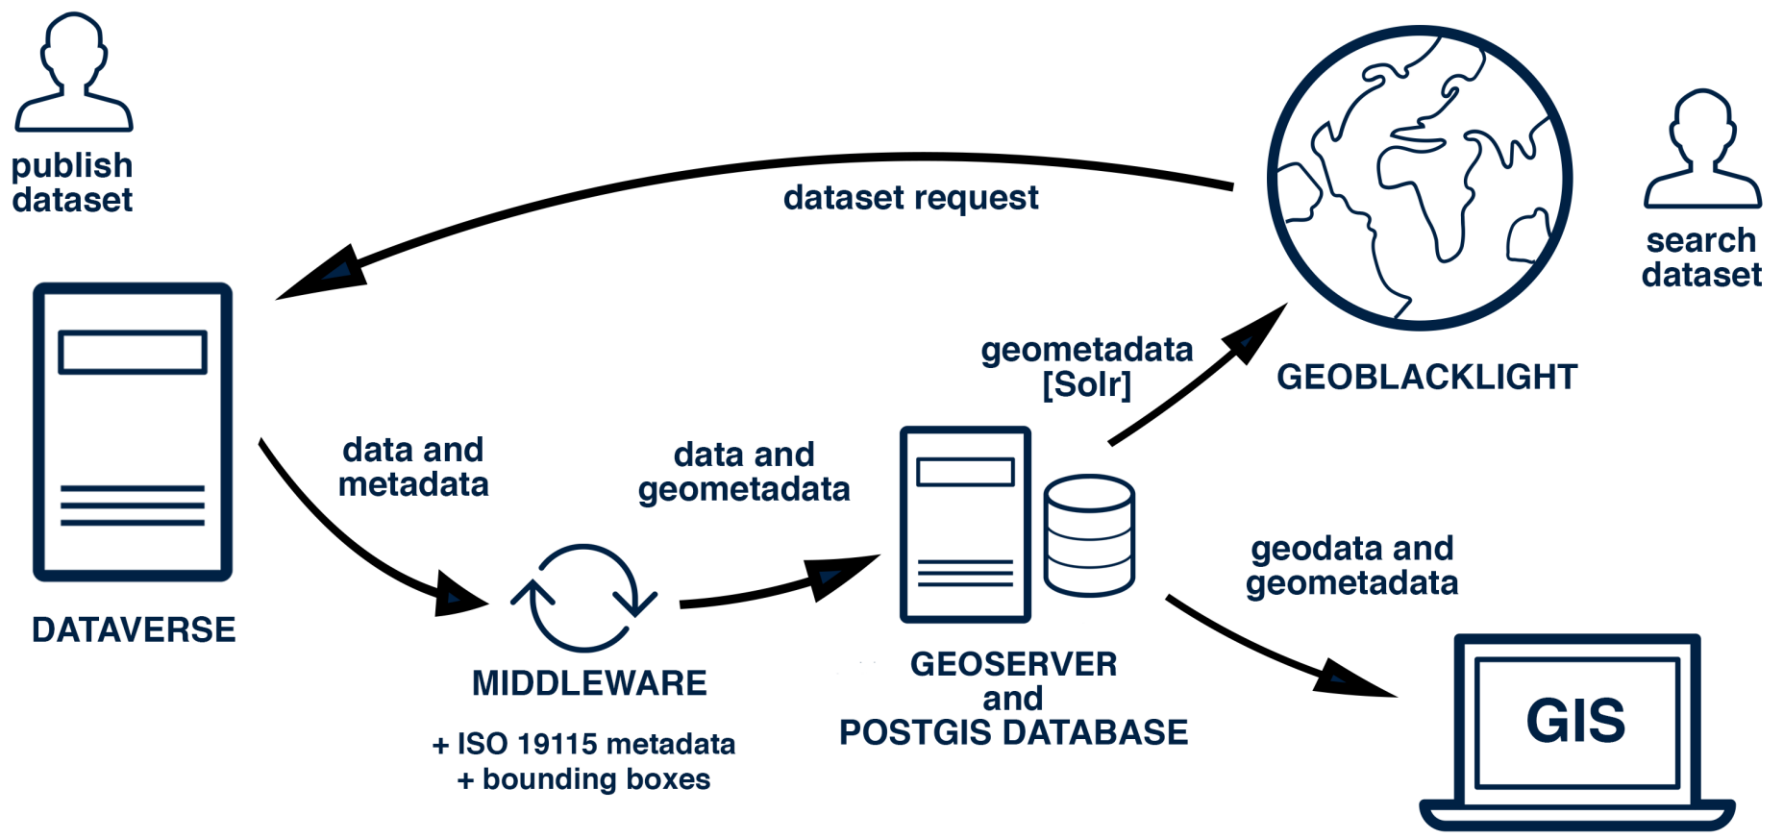 publish
dataset
dataset request
search
dataset
GEOBLACKLIGHT
geometadata
[Solr]
data and
metadata
data and
geometadata
geodata and
geometadata
DATAVERSE
MIDDLEWARE
+ ISO 19115 metadata
+ bounding boxes
GEOSERVER
and
POSTGIS DATABASE
GIS